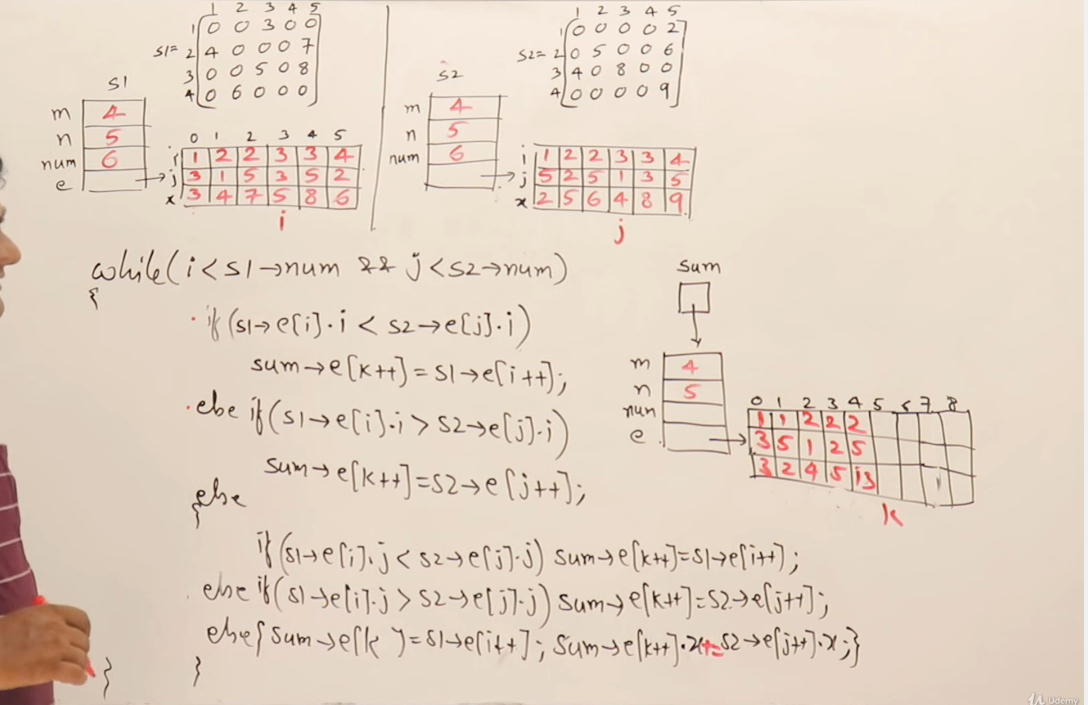 1 2 3 4 5
1 0 0 3 0 0
S1= 2 4 0 0 0 7
3 0 0 5 0 8
4 0 6 0 0 0
S1
m 4
n 5
num 6
e
0 1 2 3 4 5
i 1 2 2 3 3 4
j 3 1 5 3 5 2
x 3 4 7 5 8 6
i
1 2 3 4 5
1 0 0 0 0 2
S2= 2 0 5 0 0 6
3 4 0 8 0 0
4 0 0 0 0 9
S2
m 4
n 5
num 6
i 1 2 2 3 3 4
j 5 2 5 1 3 5
x 2 5 6 4 8 9
j
while(i<S1→num && j<S2→num)
{
if(S1→e[i].i < S2→e[j].i)
sum→e[k++]=S1→e[i++];
else if(S1→e[i].i > S2→e[j].i)
sum→e[k++]=S2→e[j++];
else
{
if(S1→e[i].j < S2→e[j].j) sum→e[k++]=S1→e[i++];
else if(S1→e[i].j > S2→e[j].j) sum→e[k++]=S2→e[j++];
else{ sum→e[k ]=S1→e[i++]; sum→e[k++].x+=S2→e[j++].x;}
}
}
sum
m 4
n 5
num
e
0 1 2 3 4 5 6 7 8
1 1 2 2 2
3 5 1 2 5
3 2 4 5 13
k
Udemy